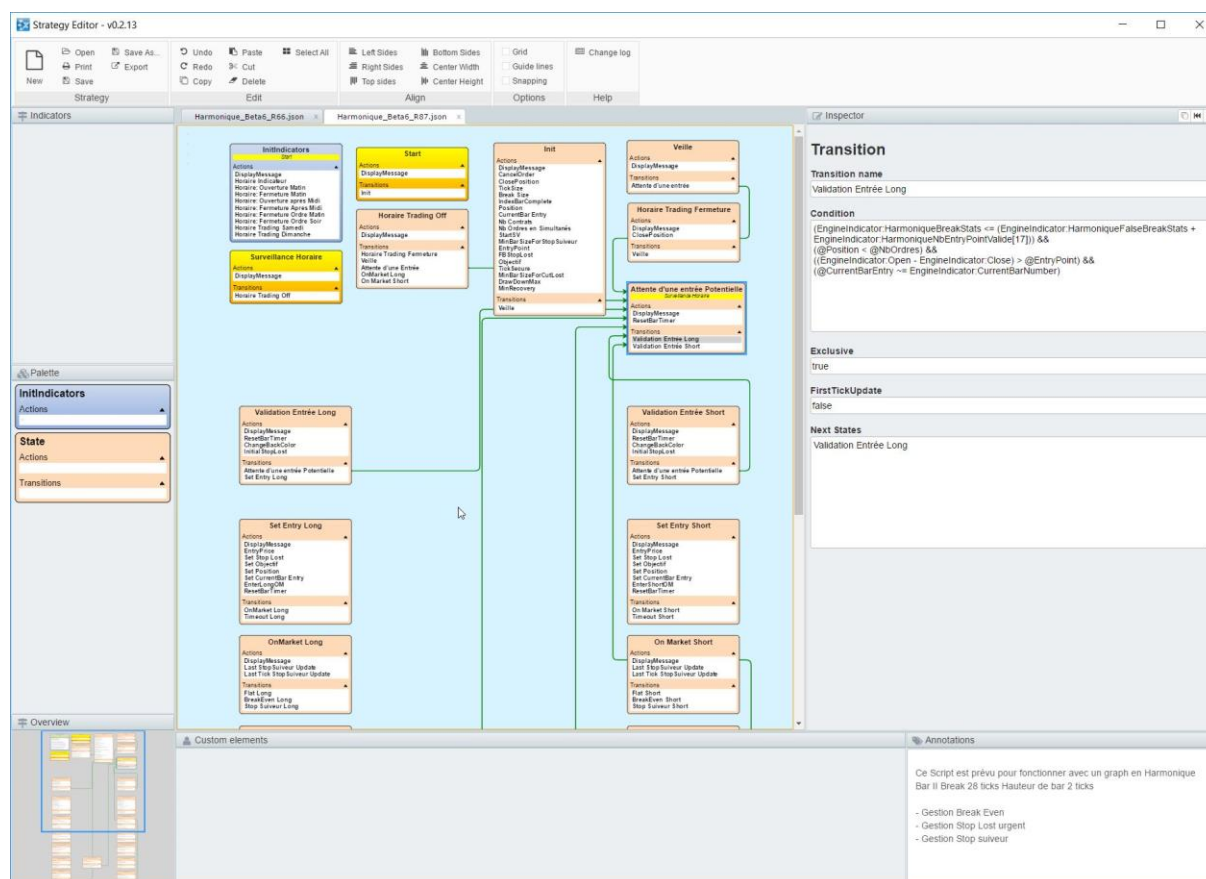 Strategy Editor - v0.2.13
New
Open
Print
Save
Save As...
Export
Strategy
Undo
Redo
Copy
Paste
Cut
Delete
Select All
Edit
Left Sides
Right Sides
Top sides
Bottom Sides
Center Width
Center Height
Align
Grid
Guide lines
Snapping
Options
Change log
Help
Indicators
Harmonique_Beta6_R66.json
Harmonique_Beta6_R87.json
InitIndicators
Start
Actions
DisplayMessage
Horaire Indicateur
Horaire: Ouverture Matin
Horaire: Fermeture Matin
Horaire: Ouverture apres Midi
Horaire: Fermeture Apres Midi
Horaire: Fermeture Ordre Matin
Horaire: Fermeture Ordre Soir
Horaire Trading Samedi
Horaire Trading Dimanche
Surveillance Horaire
Actions
DisplayMessage
Transitions
Horaire Trading Off
Start
Actions
DisplayMessage
Transitions
Init
Horaire Trading Off
Actions
DisplayMessage
Transitions
Horaire Trading Fermeture
Veille
Attente d'une Entrée
OnMarket Long
On Market Short
Init
Actions
DisplayMessage
CancelOrder
ClosePosition
TickSize
Break Size
IndexBarComplete
Position
CurrentBar Entry
Nb Contrats
Nb Ordres en Simultanés
StartSV
MinBarSizeForStop Suiveur
EntryPoint
FBStopLost
Objectif
TickSecure
MinBarSizeForCutLost
DrawDownMax
MinRecovery
Transitions
Veille
Veille
Actions
DisplayMessage
Transitions
Attente d'une entrée
Horaire Trading Fermeture
Actions
DisplayMessage
ClosePosition
Transitions
Veille
Attente d'une entrée Potentielle
Surveillance Horaire
Actions
DisplayMessage
ResetBarTimer
Transitions
Validation Entrée Long
Validation Entrée Short
Validation Entrée Long
Actions
DisplayMessage
ResetBarTimer
ChangeBackColor
InitialStopLost
Transitions
Attente d'une entrée Potentielle
Set Entry Long
Validation Entrée Short
Actions
DisplayMessage
ResetBarTimer
ChangeBackColor
InitialStopLost
Transitions
Attente d'une entrée Potentielle
Set Entry Short
Set Entry Long
Actions
DisplayMessage
EntryPrice
Set Stop Lost
Set Objectif
Set Position
Set CurrentBar Entry
EnterLongOM
ResetBarTimer
Transitions
OnMarket Long
Timeout Long
Set Entry Short
Actions
DisplayMessage
EntryPrice
Set Stop Lost
Set Objectif
Set Position
Set CurrentBar Entry
EnterShortOM
ResetBarTimer
Transitions
On Market Short
Timeout Short
OnMarket Long
Actions
DisplayMessage
Last StopSuiveur Update
Last Tick StopSuiveur Update
Transitions
Flat Long
BreakEven Long
Stop Suiveur Long
On Market Short
Actions
DisplayMessage
Last StopSuiveur Update
Last Tick StopSuiveur Update
Transitions
Flat Short
BreakEven Short
Stop Suiveur Short
Palette
InitIndicators
Actions
State
Actions
Transitions
Overview
Inspector
Transition
Transition name
Validation Entrée Long
Condition
(EngineIndicator:HarmoniqueBreakStats <= (EngineIndicator:HarmoniqueFalseBreakStats +
EngineIndicator:HarmoniqueNbEntryPointValide[17])) &&
(@Position < @NbOrdres) &&
((EngineIndicator:Open - EngineIndicator:Close) > @EntryPoint) &&
(@CurrentBarEntry ~= EngineIndicator:CurrentBarNumber)
Exclusive
true
FirstTickUpdate
false
Next States
Validation Entrée Long
Custom elements
Annotations
Ce Script est prévu pour fonctionner avec un graph en Harmonique
Bar II Break 28 ticks Hauteur de bar 2 ticks
- Gestion Break Even
- Gestion Stop Lost urgent
- Gestion Stop suiveur